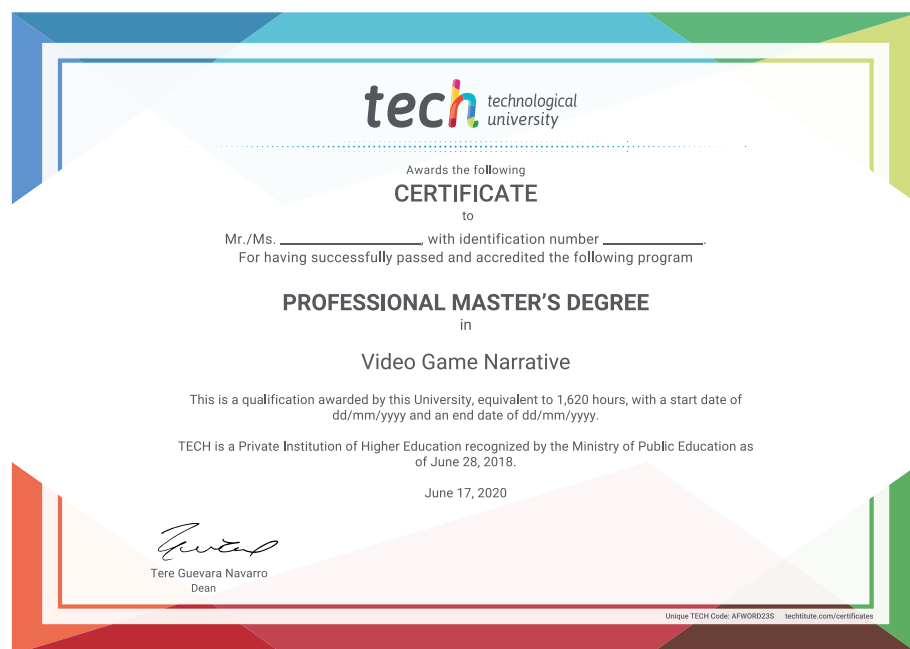 tech technological
university
Awards the following
CERTIFICATE
to
Mr./Ms. ____________________, with identification number ______________.
For having successfully passed and accredited the following program
PROFESSIONAL MASTER'S DEGREE
in
Video Game Narrative
This is a qualification awarded by this University, equivalent to 1,620 hours, with a start date of
dd/mm/yyyy and an end date of dd/mm/yyyy.
TECH is a Private Institution of Higher Education recognized by the Ministry of Public Education as
of June 28, 2018.
June 17, 2020
Tere Guevara Navarro
Dean
Unique TECH Code: AFWORD23S techtitute.com/certificates